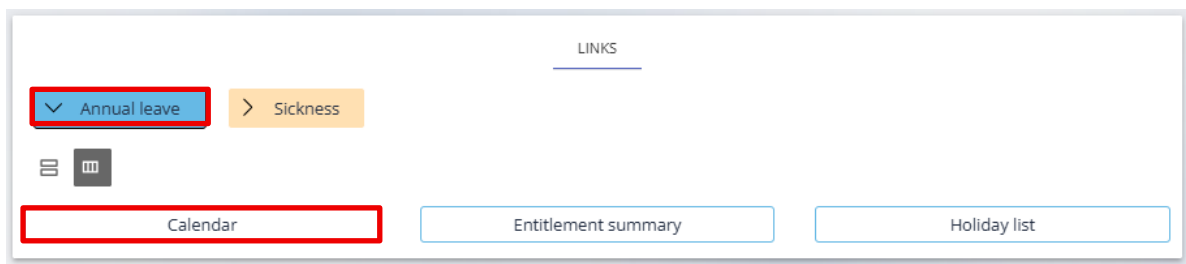 LINKS
Annual leave
Sickness
Calendar
Entitlement summary
Holiday list